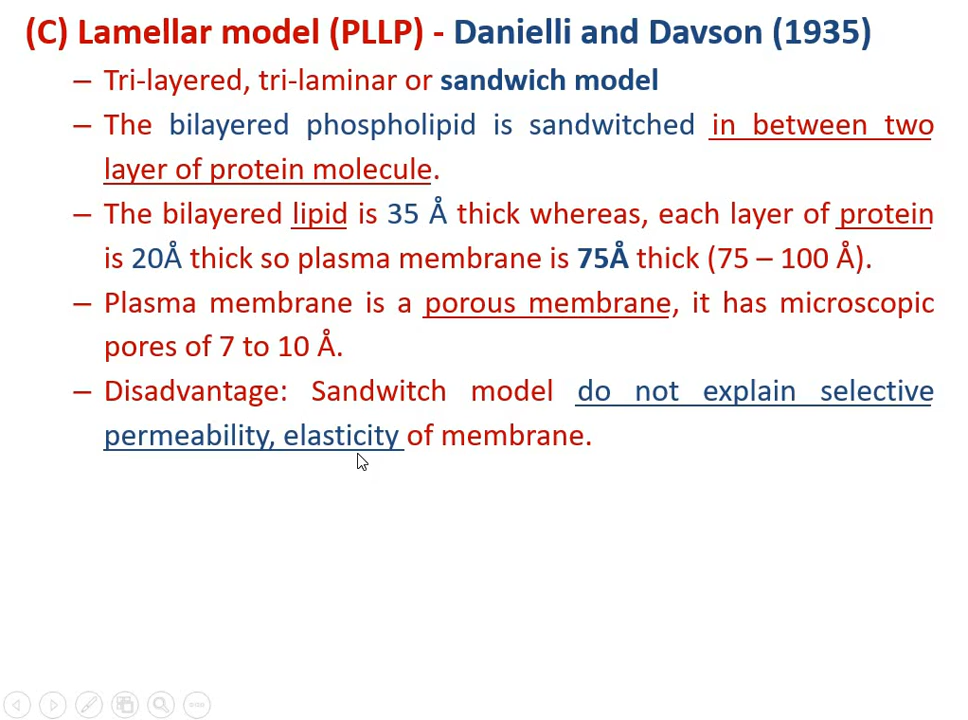 (C) Lamellar model (PLLP) - Danielli and Davson (1935)
– Tri-layered, tri-laminar or sandwich model
– The bilayered phospholipid is sandwitched in between two
layer of protein molecule.
– The bilayered lipid is 35 Å thick whereas, each layer of protein
is 20Å thick so plasma membrane is 75Å thick (75 – 100 Å).
– Plasma membrane is a porous membrane, it has microscopic
pores of 7 to 10 Å.
– Disadvantage: Sandwitch model do not explain selective
permeability, elasticity of membrane.